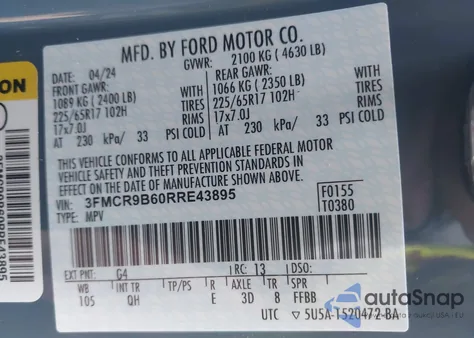 MFD. BY FORD MOTOR CO.
DATE: 04/24 GVWR: 2100 KG ( 4630 LB)
FRONT GAWR: REAR GAWR:
1089 KG ( 2400 LB) 1066 KG ( 2350 LB)
225/65R17 102H WITH TIRES 225/65R17 102H WITH TIRES
17x7.0J RIMS 17x7.0J RIMS
AT 230 kPa/ 33 PSI COLD AT 230 kPa/ 33 PSI COLD
THIS VEHICLE CONFORMS TO ALL APPLICABLE FEDERAL MOTOR
VEHICLE SAFETY AND THEFT PREVENTION STANDARDS IN
EFFECT ON THE DATE OF MANUFACTURE SHOWN ABOVE.
VIN: 3FMCR9B60RRE43895 F0155
TYPE: MPV T0380
EXT PNT: G4 RC: 13 DSO:
WB INT TR TP/PS R AXLE TR SPR
105 QH E 3D 8 FFBB
UTC 5U5A-1520472-BA
autoSnap